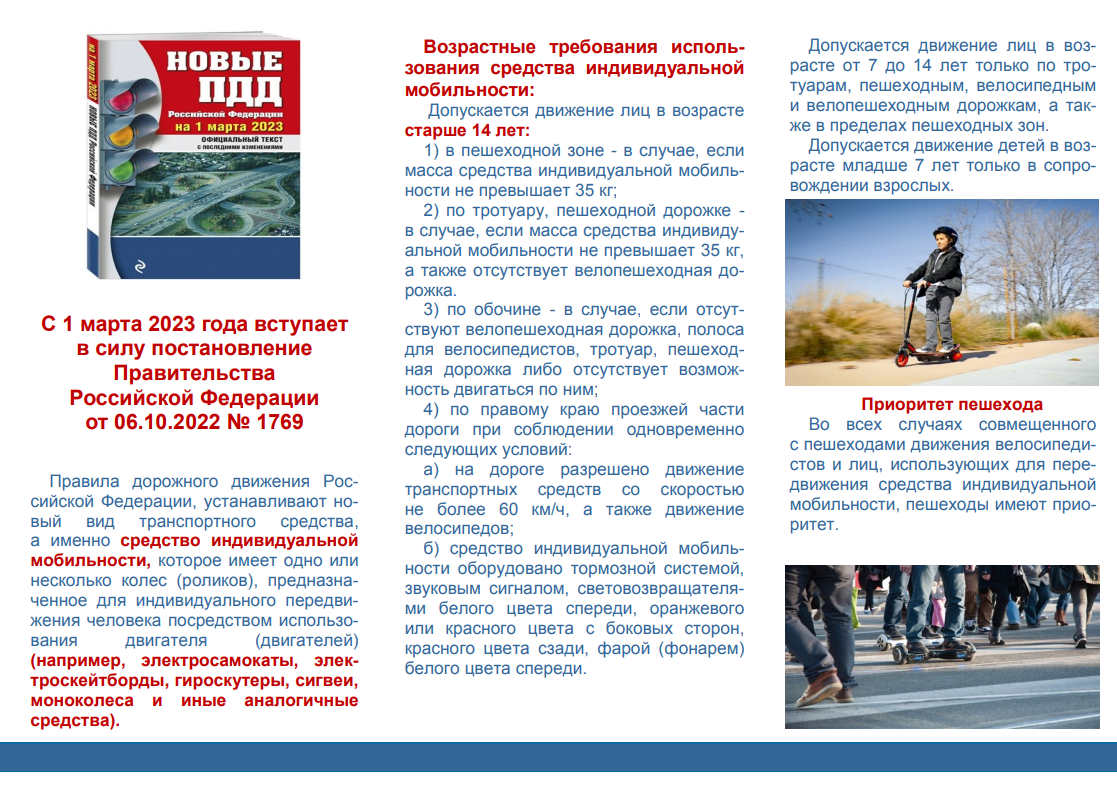 НОВЫЕ
ПДД
Российской Федерации
на 1 марта 2023
ОФИЦИАЛЬНЫЙ ТЕКСТ
С ПОСЛЕДНИМИ ИЗМЕНЕНИЯМИ
на 1 марта 2023 НОВЫЕ ПДД Российской Федерации
С 1 марта 2023 года вступает
в силу постановление
Правительства
Российской Федерации
от 06.10.2022 № 1769
Правила дорожного движения Рос-
сийской Федерации, устанавливают но-
вый вид транспортного средства,
а именно средство индивидуальной
мобильности, которое имеет одно или
несколько колес (роликов), предназна-
ченное для индивидуального передви-
жения человека посредством использо-
вания двигателя (двигателей)
(например, электросамокаты, элек-
троскейтборды, гироскутеры, сигвеи,
моноколеса и иные аналогичные
средства).
Возрастные требования исполь-
зования средства индивидуальной
мобильности:
Допускается движение лиц в возрасте
старше 14 лет:
1) в пешеходной зоне - в случае, если
масса средства индивидуальной мобиль-
ности не превышает 35 кг;
2) по тротуару, пешеходной дорожке -
в случае, если масса средства индивиду-
альной мобильности не превышает 35 кг,
а также отсутствует велопешеходная до-
рожка.
3) по обочине - в случае, если отсут-
ствуют велопешеходная дорожка, полоса
для велосипедистов, тротуар, пешеход-
ная дорожка либо отсутствует возмож-
ность двигаться по ним;
4) по правому краю проезжей части
дороги при соблюдении одновременно
следующих условий:
а) на дороге разрешено движение
транспортных средств со скоростью
не более 60 км/ч, а также движение
велосипедов;
б) средство индивидуальной мобиль-
ности оборудовано тормозной системой,
звуковым сигналом, световозвращателя-
ми белого цвета спереди, оранжевого
или красного цвета с боковых сторон,
красного цвета сзади, фарой (фонарем)
белого цвета спереди.
Допускается движение лиц в воз-
расте от 7 до 14 лет только по тро-
туарам, пешеходным, велосипедным
и велопешеходным дорожкам, а так-
же в пределах пешеходных зон.
Допускается движение детей в воз-
расте младше 7 лет только в сопро-
вождении взрослых.
Приоритет пешехода
Во всех случаях совмещенного
с пешеходами движения велосипеди-
стов и лиц, использующих для пере-
движения средства индивидуальной
мобильности, пешеходы имеют прио-
ритет.